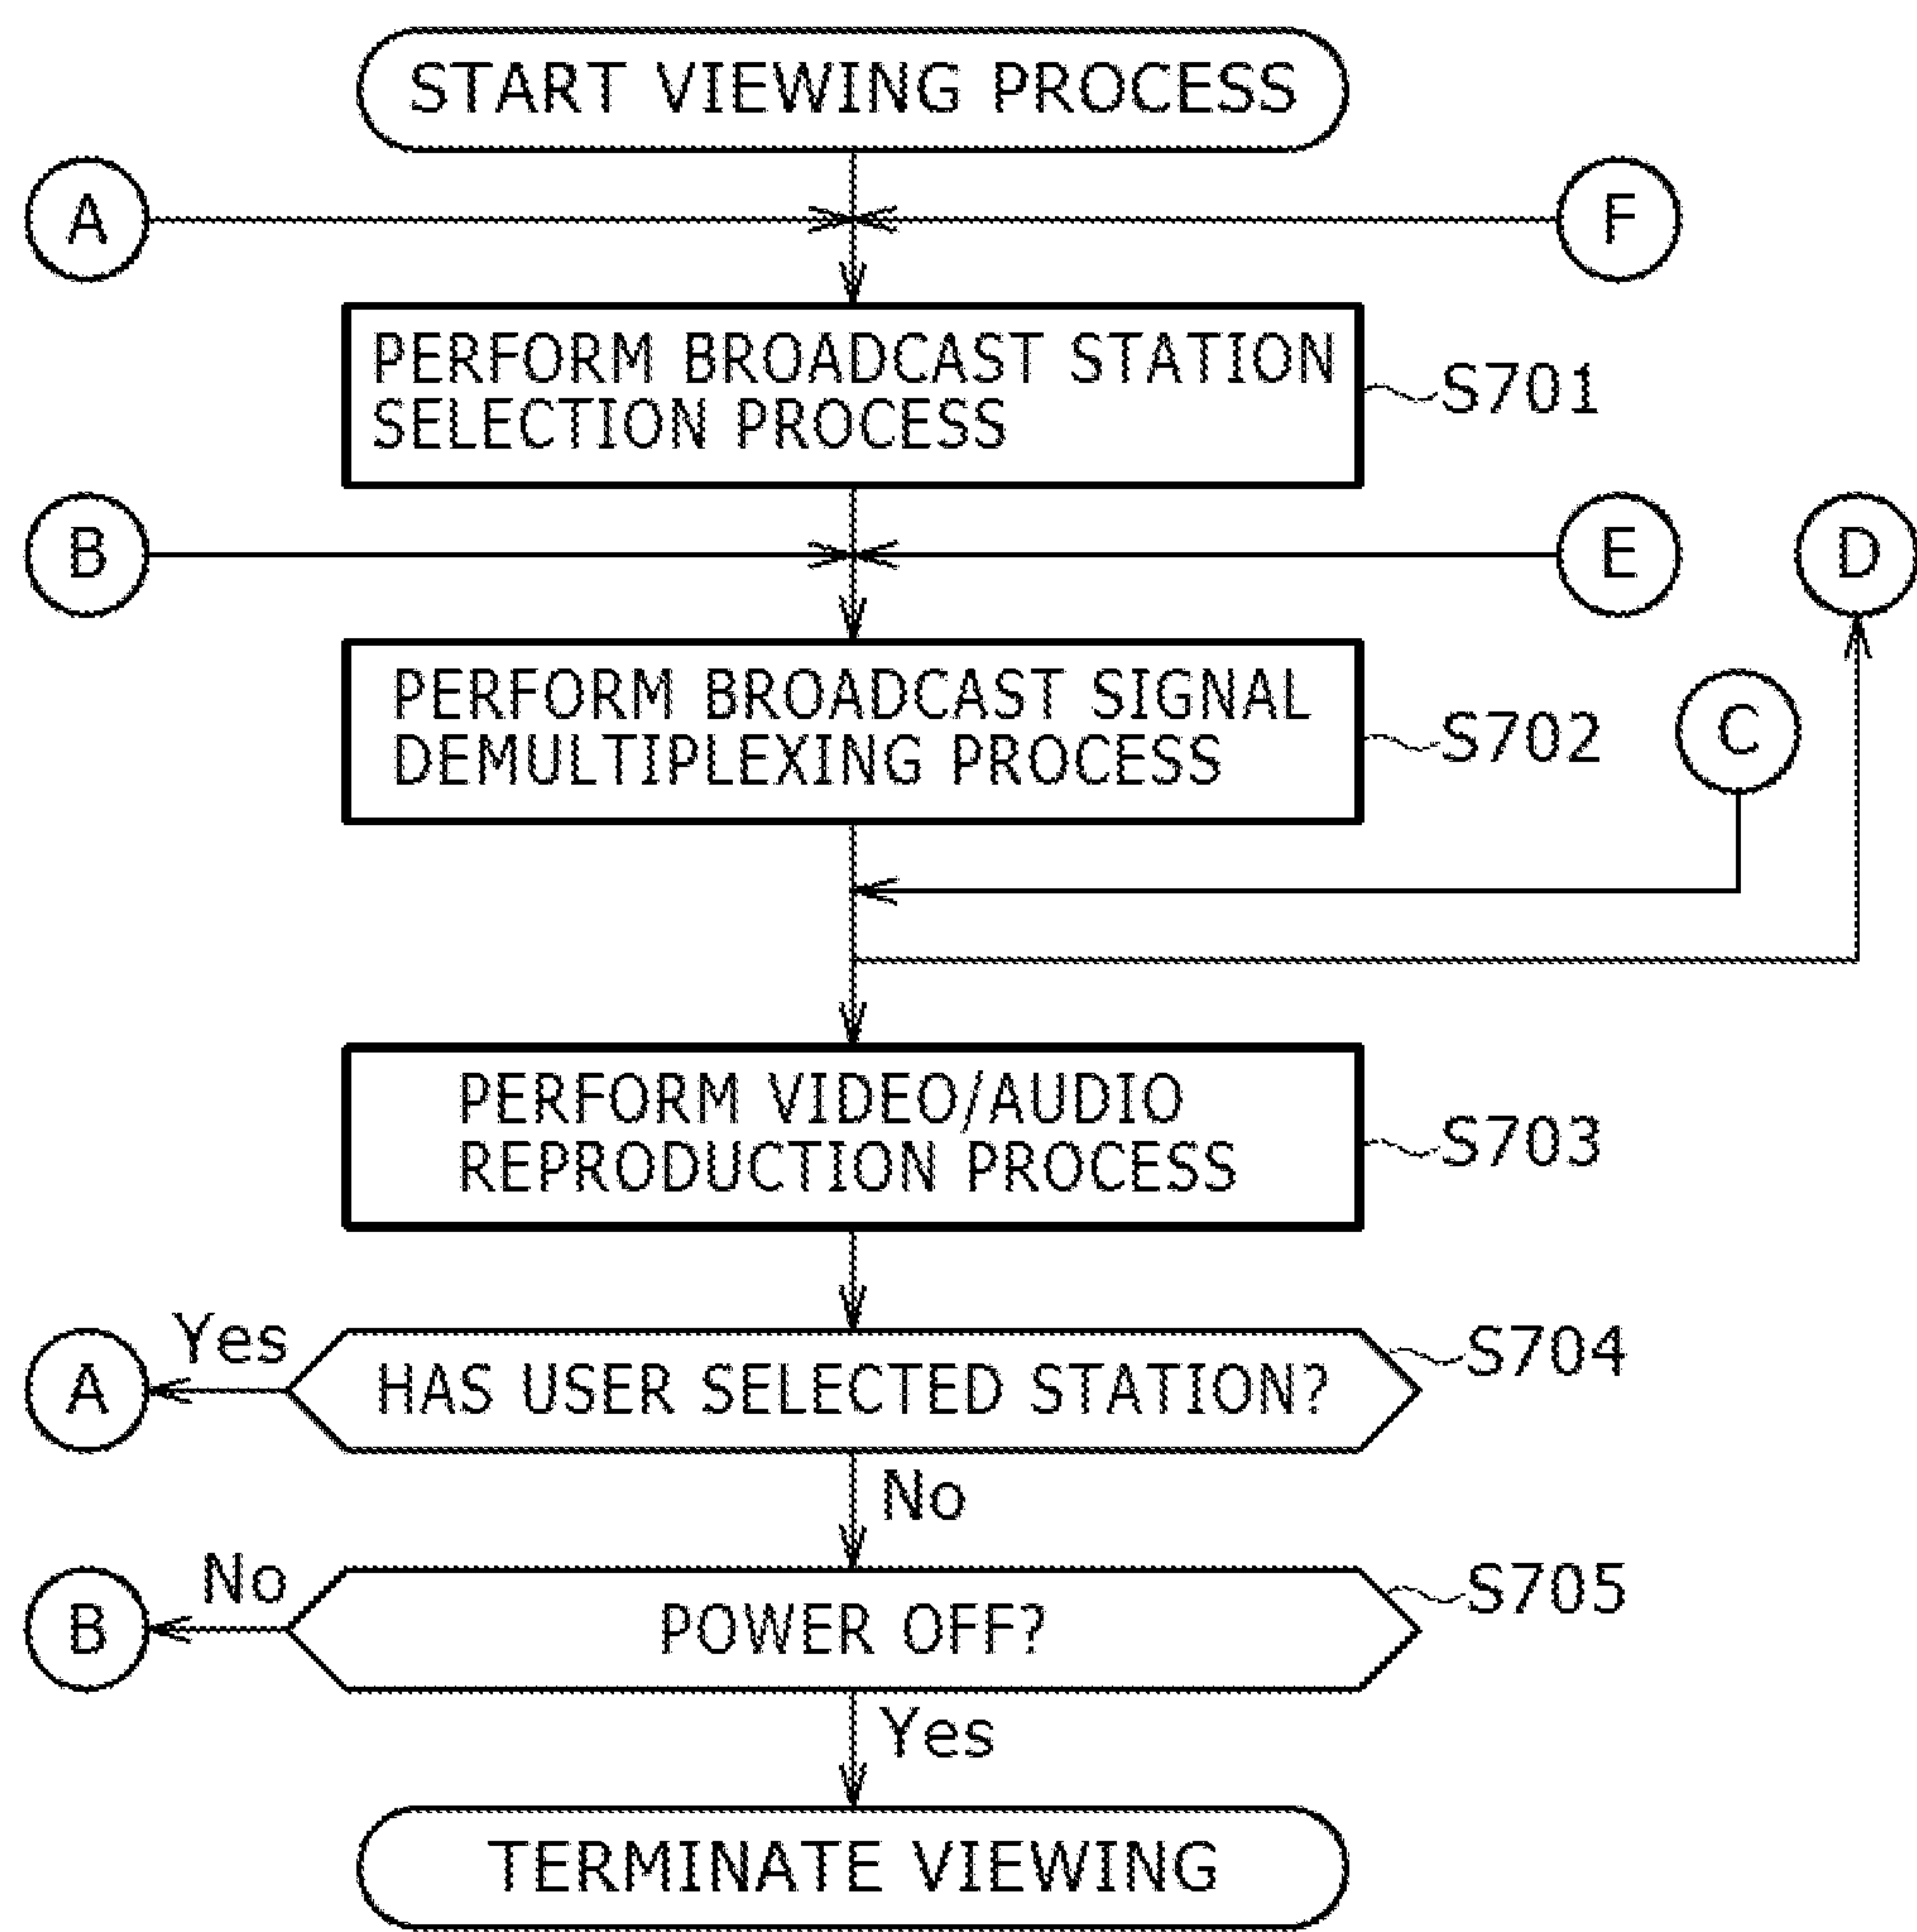 START VIEWING PROCESS
A
F
PERFORM BROADCAST STATION
SELECTION PROCESS
S701
B
E
D
PERFORM BROADCAST SIGNAL
DEMULTIPLEXING PROCESS
S702
C
PERFORM VIDEO/AUDIO
REPRODUCTION PROCESS
S703
A
Yes
HAS USER SELECTED STATION?
S704
No
B
No
POWER OFF?
S705
Yes
TERMINATE VIEWING